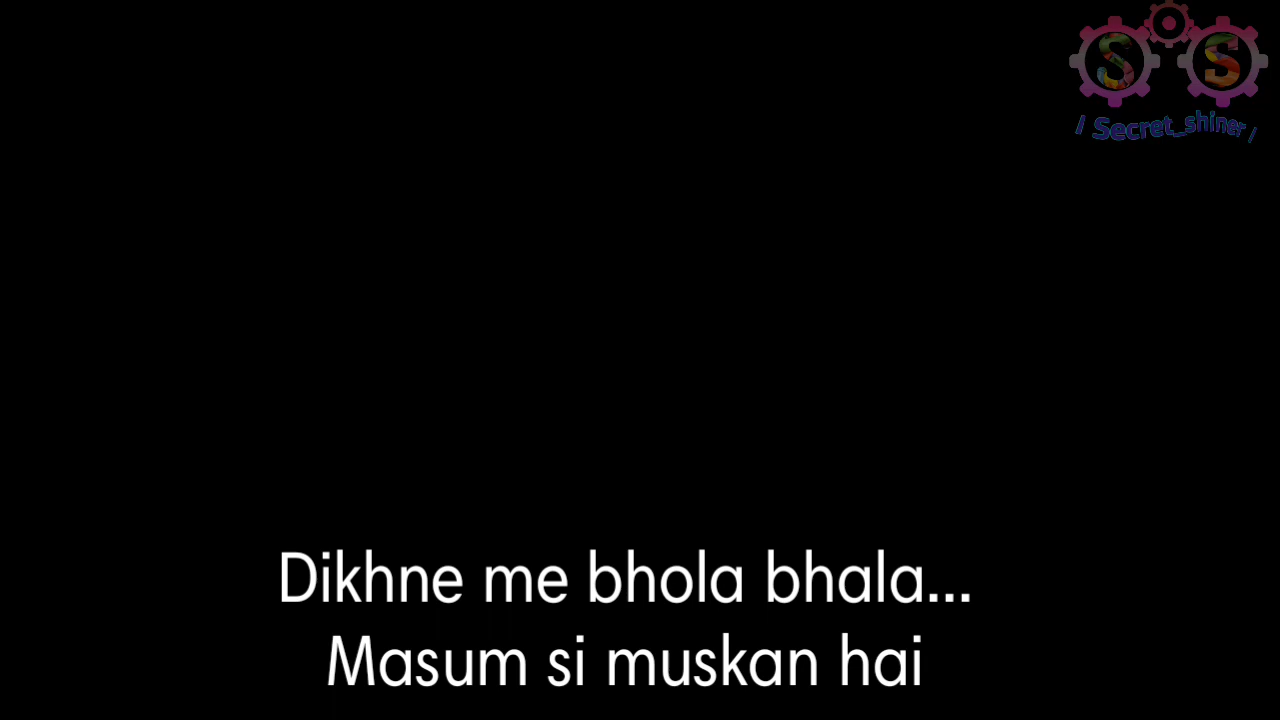 S S
/ Secret_shiner /
Dikhne me bhola bhala...
Masum si muskan hai